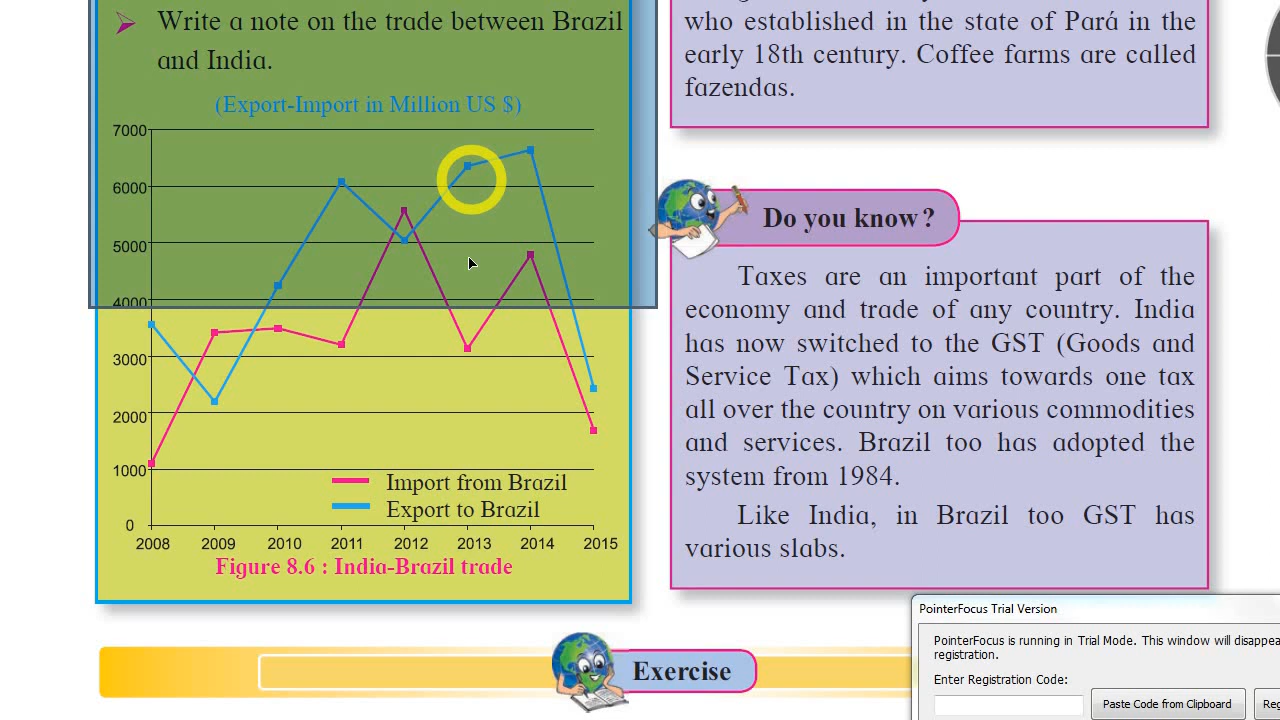 Write a note on the trade between Brazil
and India.
(Export-Import in Million US $)
7000
6000
5000
4000
3000
2000
1000
0
Import from Brazil
Export to Brazil
2008 2009 2010 2011 2012 2013 2014 2015
Figure 8.6 : India-Brazil trade
who established in the state of Pará in the
early 18th century. Coffee farms are called
fazendas.
Do you know ?
Taxes are an important part of the
economy and trade of any country. India
has now switched to the GST (Goods and
Service Tax) which aims towards one tax
all over the country on various commodities
and services. Brazil too has adopted the
system from 1984.
Like India, in Brazil too GST has
various slabs.
Exercise
PointerFocus Trial Version
PointerFocus is running in Trial Mode. This window will
registration.
Enter Registration Code:
Paste Code from Clipboard